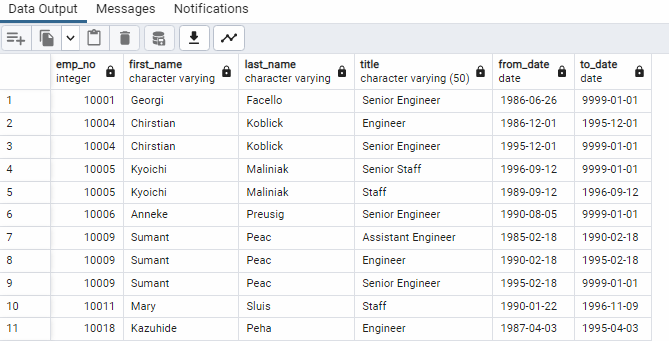 Data Output Messages Notifications
emp_no first_name last_name title from_date to_date
integer character varying character varying character varying (50) date date
1 10001 Georgi Facello Senior Engineer 1986-06-26 9999-01-01
2 10004 Chirstian Koblick Engineer 1986-12-01 1995-12-01
3 10004 Chirstian Koblick Senior Engineer 1995-12-01 9999-01-01
4 10005 Kyoichi Maliniak Senior Staff 1996-09-12 9999-01-01
5 10005 Kyoichi Maliniak Staff 1989-09-12 1996-09-12
6 10006 Anneke Preusig Senior Engineer 1990-08-05 9999-01-01
7 10009 Sumant Peac Assistant Engineer 1985-02-18 1990-02-18
8 10009 Sumant Peac Engineer 1990-02-18 1995-02-18
9 10009 Sumant Peac Senior Engineer 1995-02-18 9999-01-01
10 10011 Mary Sluis Staff 1990-01-22 1996-11-09
11 10018 Kazuhide Peha Engineer 1987-04-03 1995-04-03